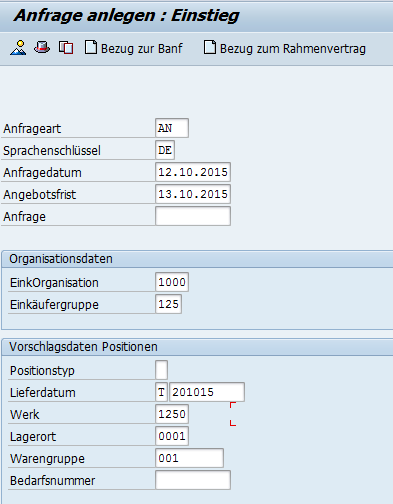 Anfrage anlegen : Einstieg
Bezug zur Banf Bezug zum Rahmenvertrag
Anfrageart AN
Sprachenschlüssel DE
Anfragedatum 12.10.2015
Angebotsfrist 13.10.2015
Anfrage
Organisationsdaten
EinkOrganisation 1000
Einkäufergruppe 125
Vorschlagsdaten Positionen
Positionstyp
Lieferdatum T 201015
Werk 1250
Lagerort 0001
Warengruppe 001
Bedarfsnummer